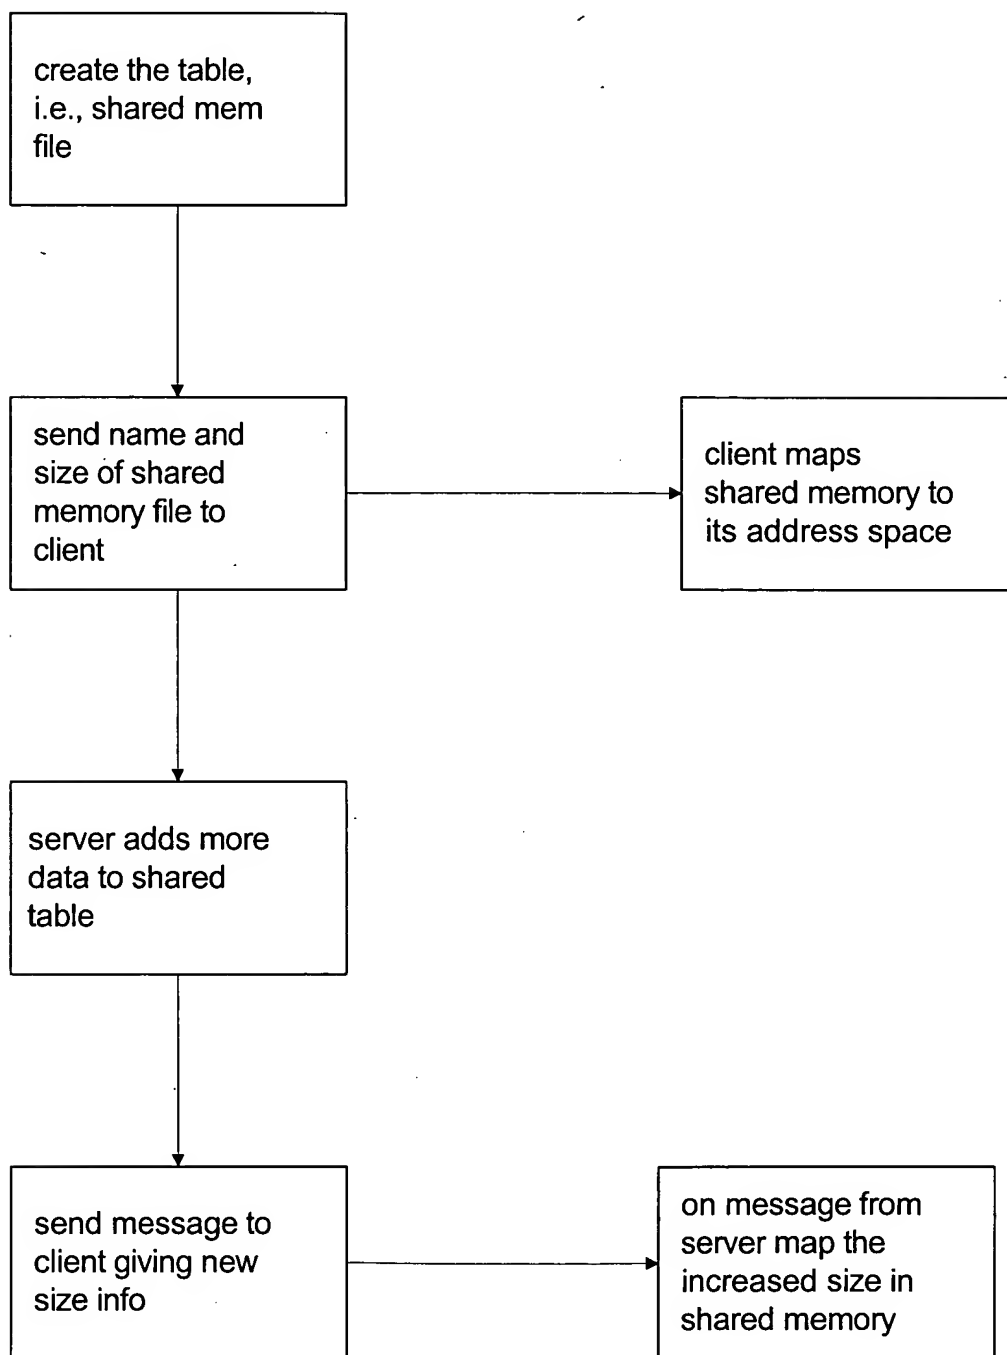 create the table,
i.e., shared mem
file
send name and
size of shared
memory file to
client
client maps
shared memory to
its address space
server adds more
data to shared
table
send message to
client giving new
size info
on message from
server map the
increased size in
shared memory